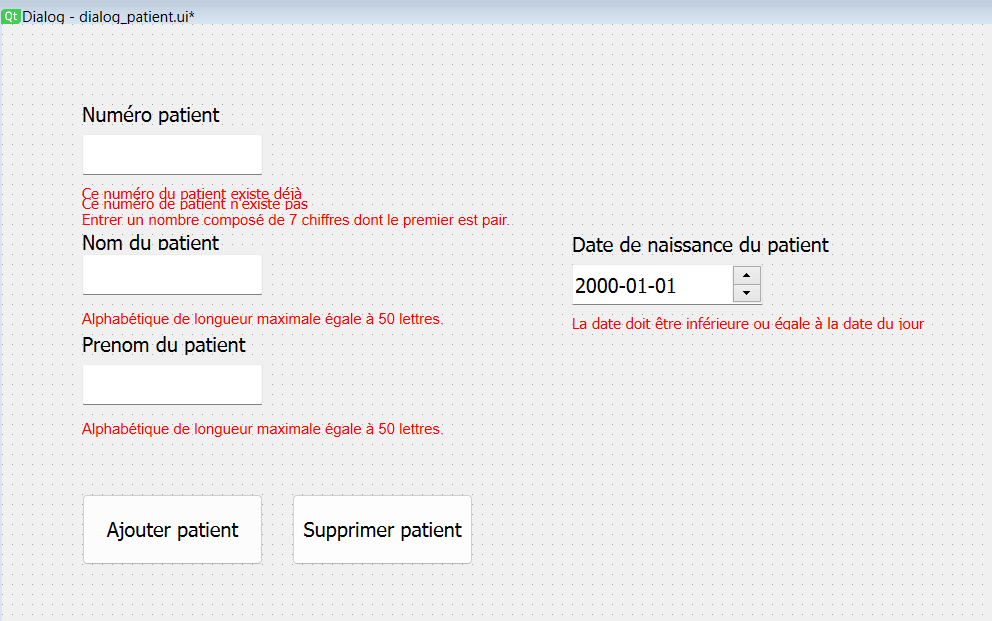 Qt Dialog - dialog_patient.ui*
Numéro patient
Ce numéro du patient existe déjà
Ce numéro de patient n'existe pas
Entrer un nombre composé de 7 chiffres dont le premier est pair.
Nom du patient
Date de naissance du patient
2000-01-01
Alphabétique de longueur maximale égale à 50 lettres.
La date doit être inférieure ou égale à la date du jour
Prenom du patient
Alphabétique de longueur maximale égale à 50 lettres.
Ajouter patient
Supprimer patient